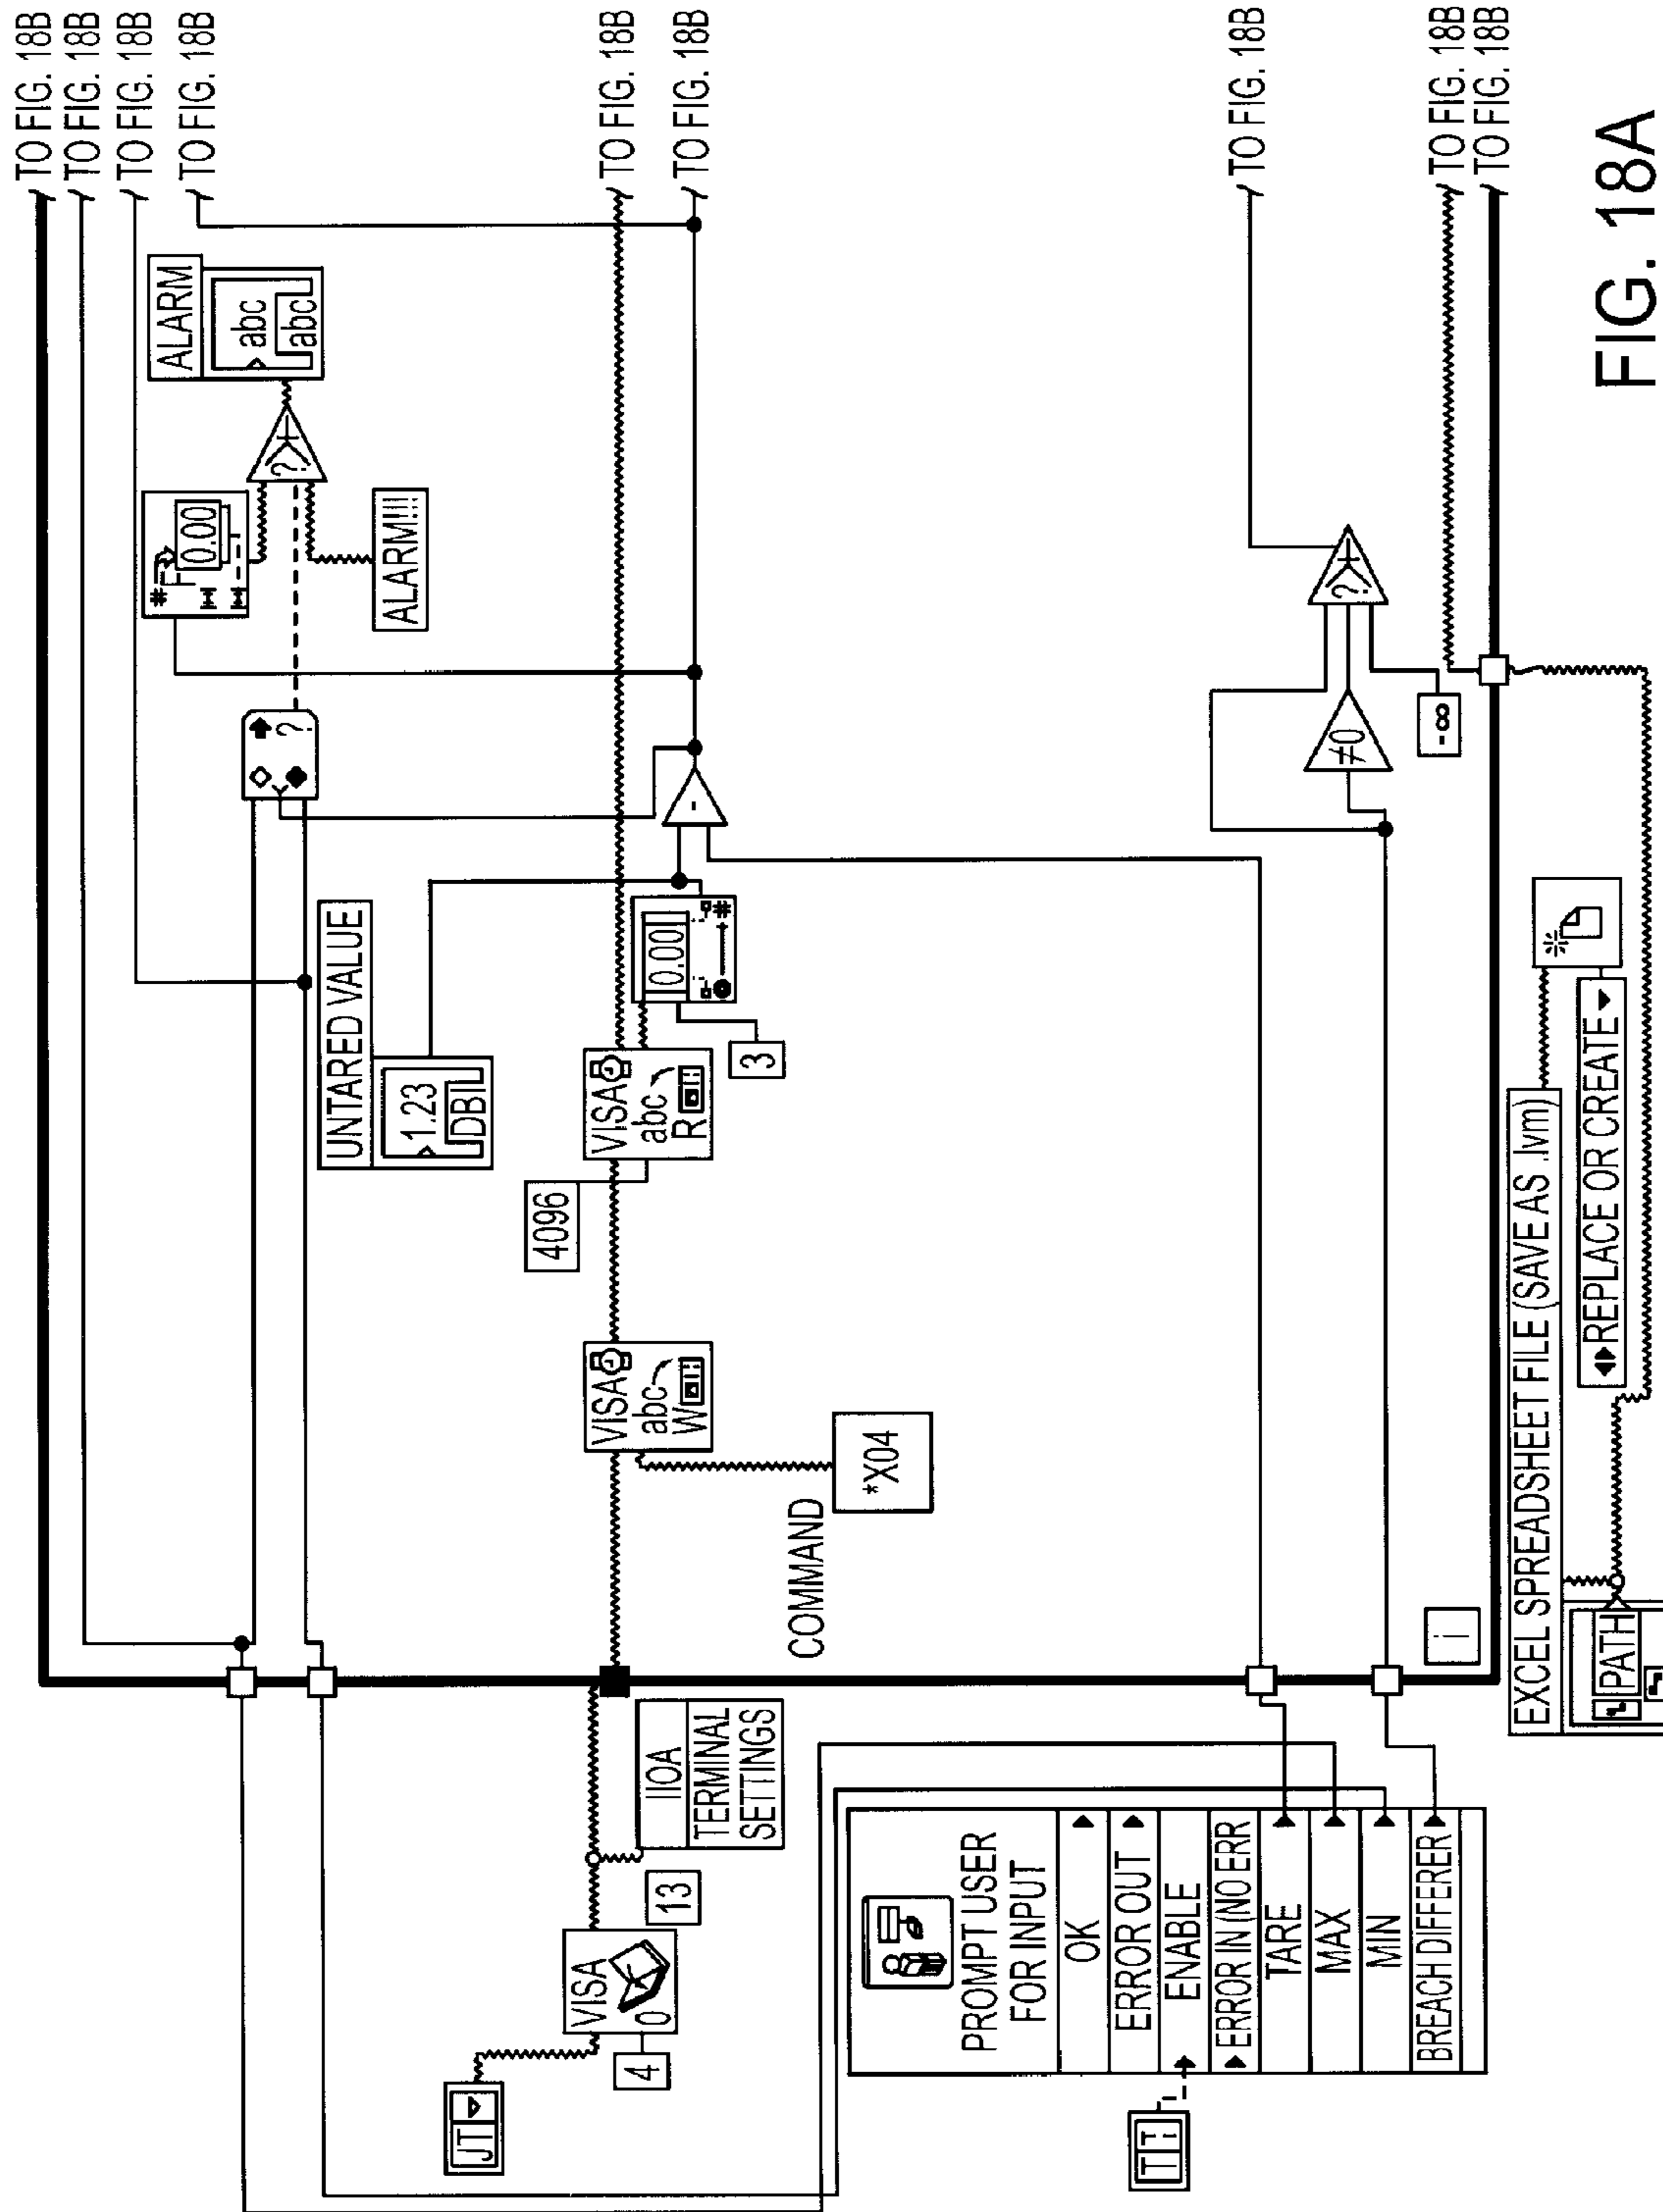 TO FIG. 18B
TO FIG. 18B
TO FIG. 18B
TO FIG. 18B
ALARM
abc
abc
?
#
F
0.00
ALARM!!!
?
UNTARED VALUE
1.23
DBL
TO FIG. 18B
TO FIG. 18B
-
0.00
#
3
VISA
abc
R
4096
VISA
abc
W
COMMAND
*X04
IIOA
TERMINAL
SETTINGS
13
VISA
0
4
PROMPT USER
FOR INPUT
OK
ERROR OUT
ENABLE
ERROR IN (NO ERR
TARE
MAX
MIN
BREACH DIFFERER
TO FIG. 18B
?
≠0
-∞
i
TO FIG. 18B
TO FIG. 18B
EXCEL SPREADSHEET FILE (SAVE AS .lvm)
REPLACE OR CREATE
PATH
FIG. 18A